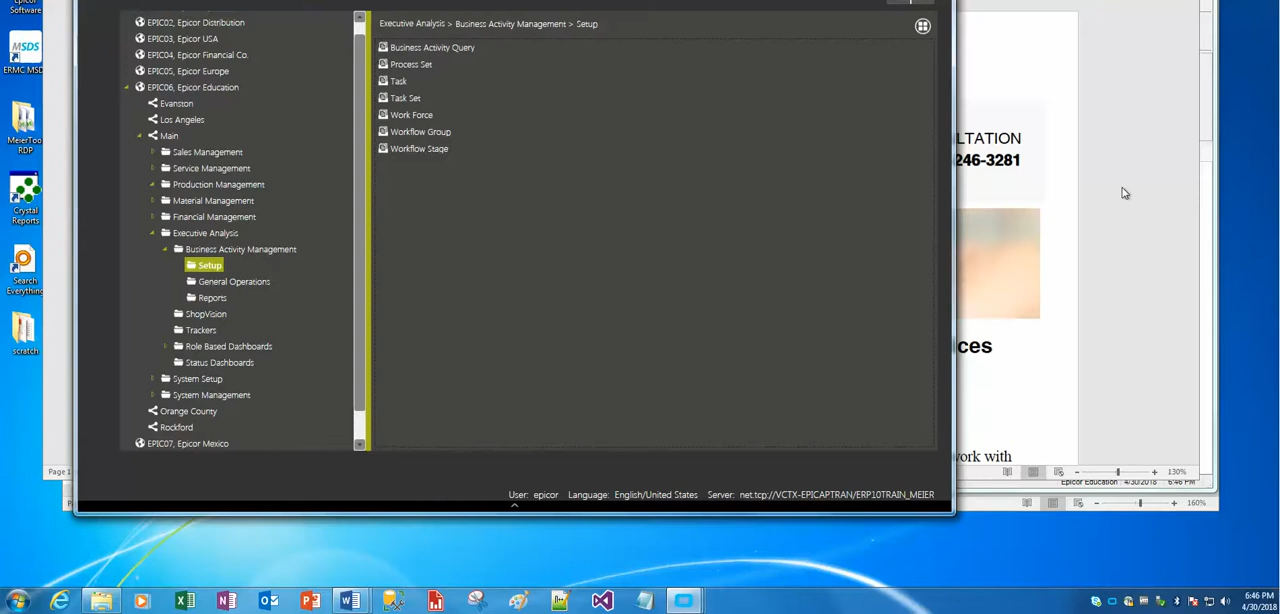 Epicor
Software
MSDS
ERMC MSD
MeierToo
RDP
Crystal
Reports
Search
Everything
scratch
EPIC02, Epicor Distribution
EPIC03, Epicor USA
EPIC04, Epicor Financial Co.
EPIC05, Epicor Europe
EPIC06, Epicor Education
Evanston
Los Angeles
Main
Sales Management
Service Management
Production Management
Material Management
Financial Management
Executive Analysis
Business Activity Management
Setup
General Operations
Reports
ShopVision
Trackers
Role Based Dashboards
Status Dashboards
System Setup
System Management
Orange County
Rockford
EPIC07, Epicor Mexico
Executive Analysis > Business Activity Management > Setup
Business Activity Query
Process Set
Task
Task Set
Work Force
Workflow Group
Workflow Stage
User: epicor Language: English/United States Server: net.tcp://VCTX-EPICAPTRAN/ERP10TRAIN_MEIER
LTATION
246-3281
ces
work with
Page 1
130%
Epicor Education 4/30/2018 6:46 PM
160%
6:46 PM
4/30/2018